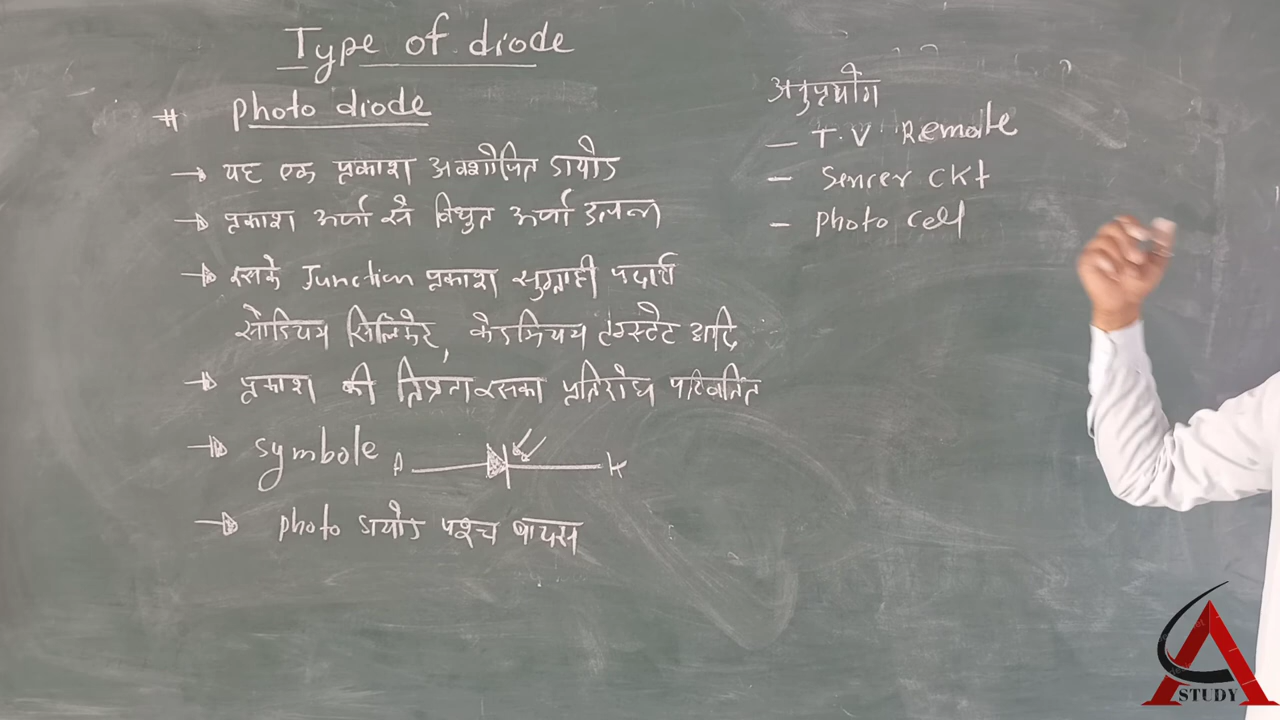 Type of diode
# Photo diode
→ यह एक प्रकाश अवशोषित डायोड
→ प्रकाश ऊर्जा से विधुत ऊर्जा उत्पन्न
→ इसके Junction प्रकाश सुग्राही पदार्थ
सोडियम सिलिकेट, केडमियम टंगस्टेट आदि
→ प्रकाश की तिव्रता इसका प्रतिरोध परिवर्तित
→ symbole A K
→ photo डायोड पश्च बायस
अनुप्रयोग
- T.V Remote
- Sencer CKt
- Photo cell
A
STUDY